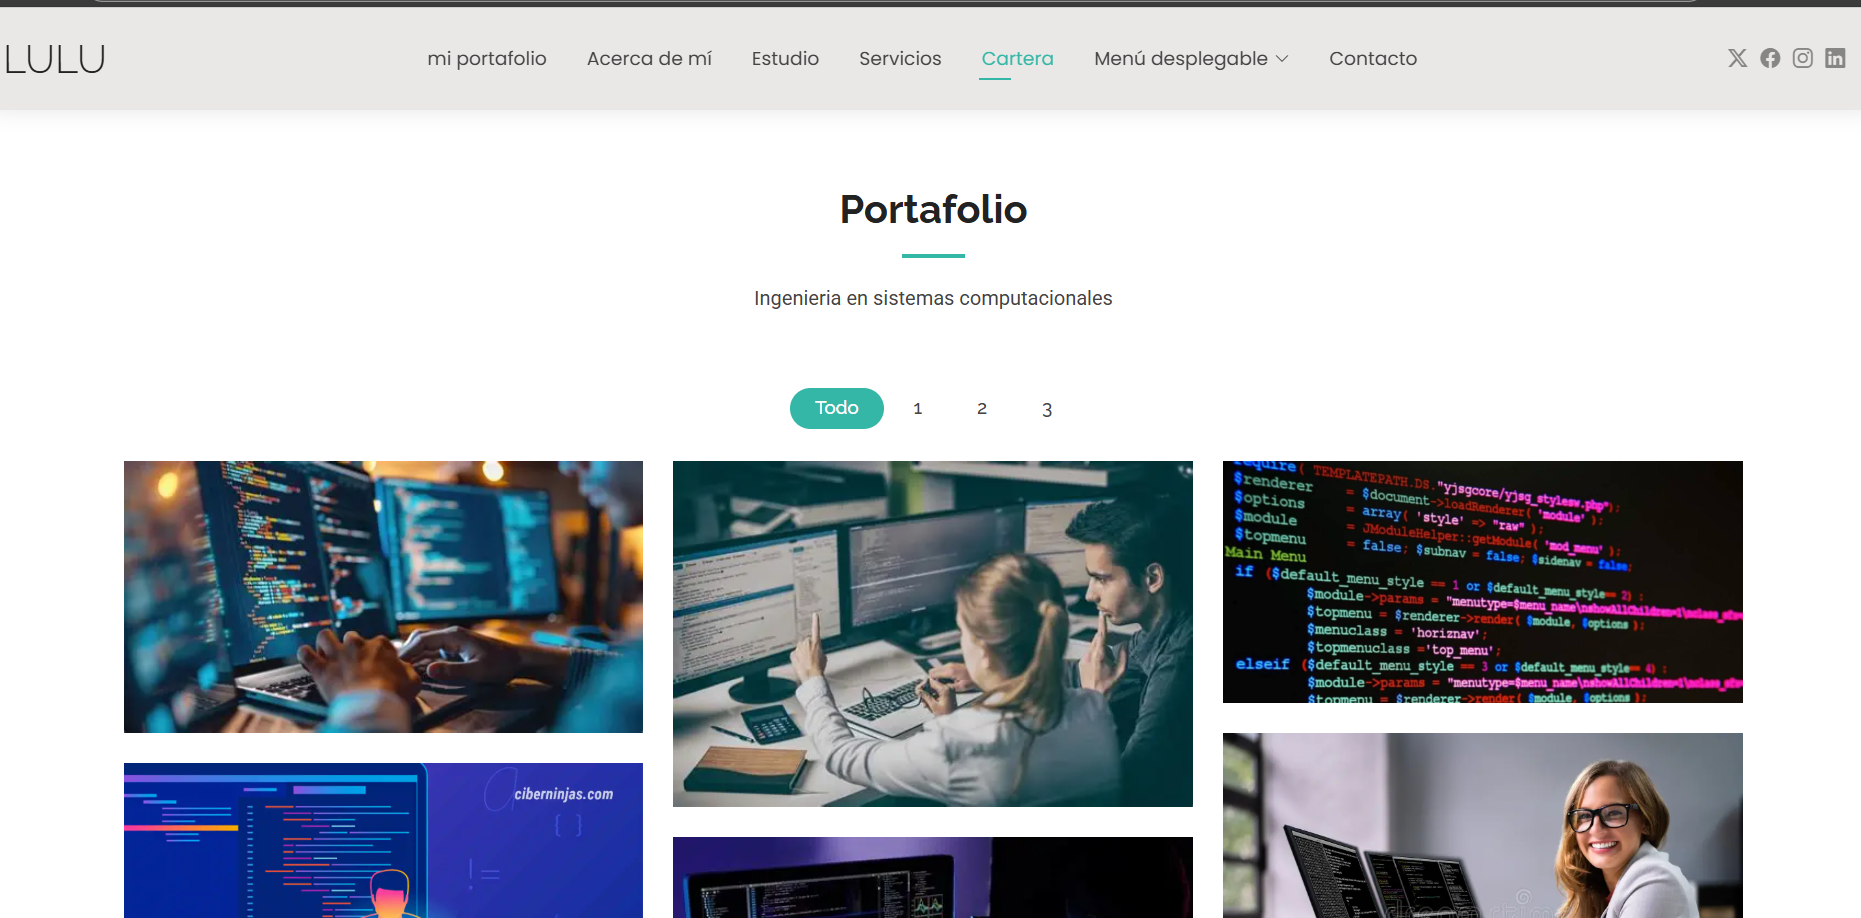 LULU
mi portafolio
Acerca de mí
Estudio
Servicios
Cartera
Menú desplegable
Contacto
Portafolio
Ingenieria en sistemas computacionales
Todo
1
2
3
require( TEMPLATEPATH.DS."yjsgcore/yjsg_stylesw.php");
$renderer = $document->loadRenderer( 'module' );
$options = array( 'style' => "raw" );
$module = JModuleHelper::getModule( 'mod_menu' );
$topmenu = false; $subnav = false; $sidenav = false;
Main Menu
if ($default_menu_style == 1 or $default_menu_style== 2) :
$module->params = "menutype=$menu_name\nshowAllChildren=1\nclass_sfx=
$topmenu = $renderer->render( $module, $options );
$menuclass = 'horiznav';
$topmenuclass ='top_menu';
elseif ($default_menu_style == 3 or $default_menu_style== 4) :
$module->params = "menutype=$menu_name\nshowAllChildren=1\nclass_sfx=
$topmenu = $renderer->render( $module, $options );
ciberninjas.com